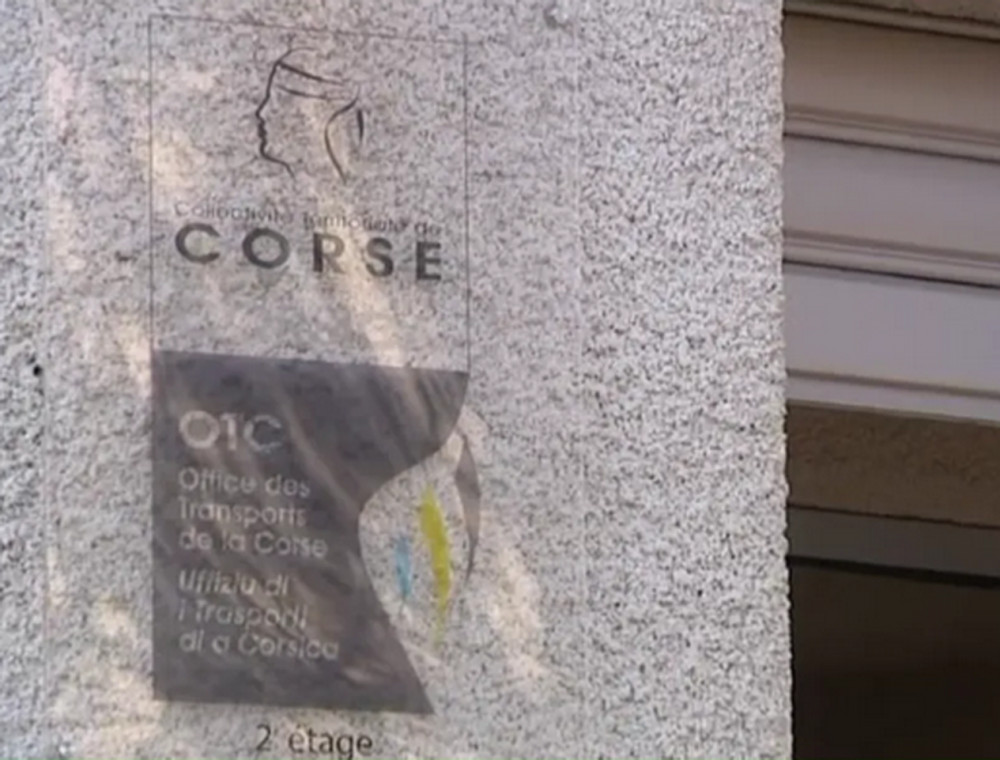 Collectivité Territoriale de
CORSE
OTC
Office des
Transports
de la Corse
Uffiziu di
i Trasporti
di a Corsica
2 étage